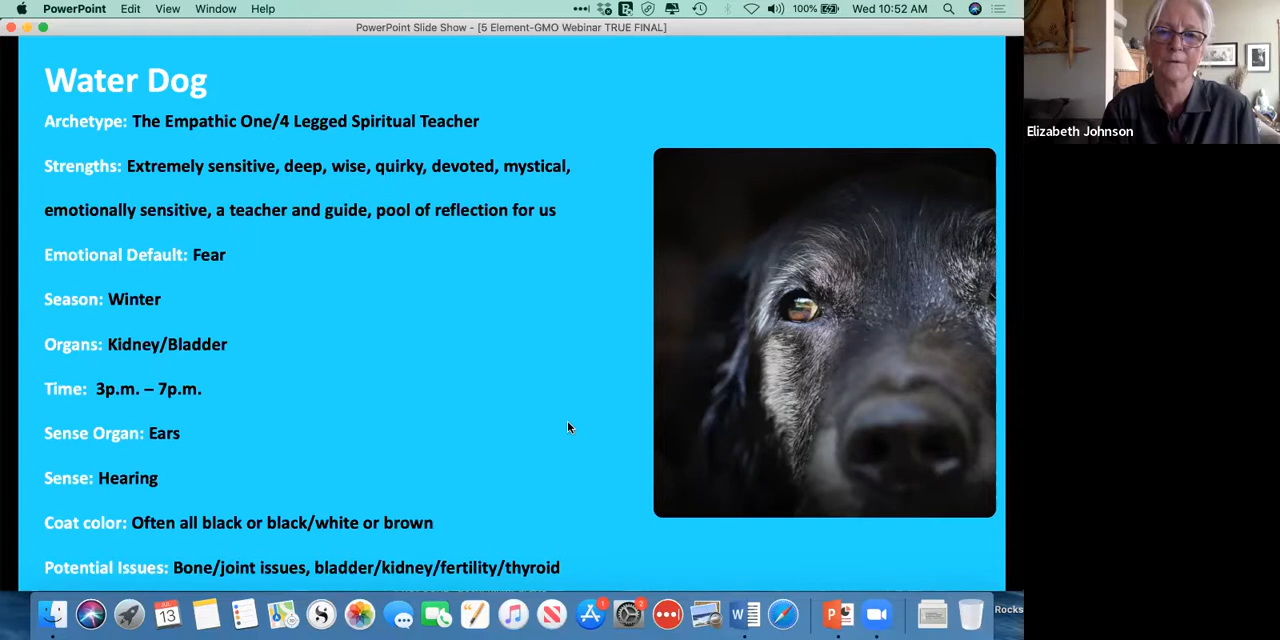 PowerPoint Edit View Window Help 100% Wed 10:52 AM
PowerPoint Slide Show - [5 Element-GMO Webinar TRUE FINAL]
Water Dog
Archetype: The Empathic One/4 Legged Spiritual Teacher
Strengths: Extremely sensitive, deep, wise, quirky, devoted, mystical,
emotionally sensitive, a teacher and guide, pool of reflection for us
Emotional Default: Fear
Season: Winter
Organs: Kidney/Bladder
Time: 3p.m. – 7p.m.
Sense Organ: Ears
Sense: Hearing
Coat color: Often all black or black/white or brown
Potential Issues: Bone/joint issues, bladder/kidney/fertility/thyroid
Elizabeth Johnson
JUL
13
1
2
Rocks